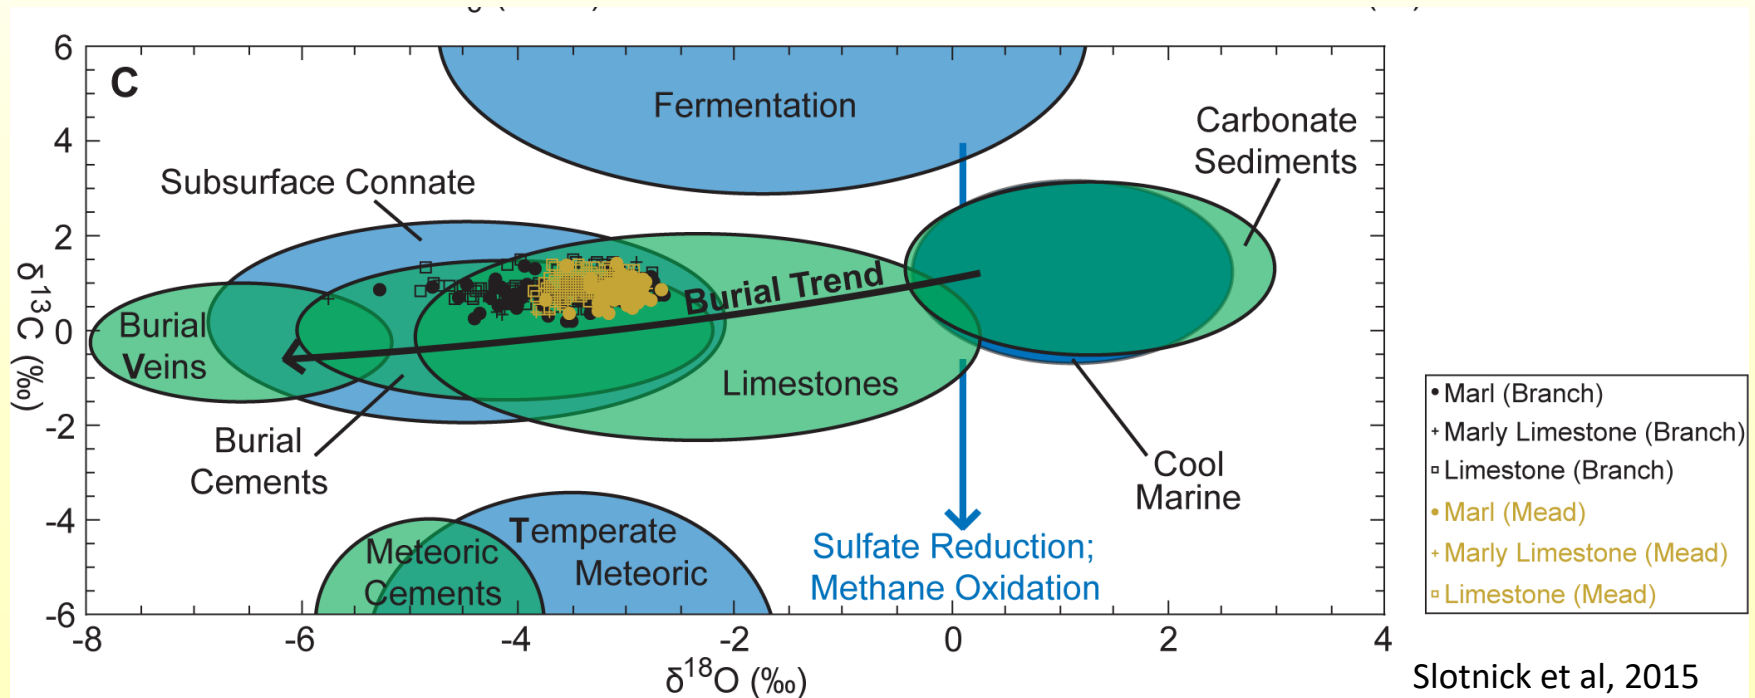 C
Fermentation
Carbonate
Sediments
Subsurface Connate
Burial Trend
Burial
Veins
Limestones
Burial
Cements
Cool
Marine
Temperate
Meteoric
Meteoric
Cements
Sulfate Reduction;
Methane Oxidation
6
4
2
0
-2
-4
-6
δ13C (‰)
-8 -6 -4 -2 0 2 4
δ18O (‰)
Marl (Branch)
Marly Limestone (Branch)
Limestone (Branch)
Marl (Mead)
Marly Limestone (Mead)
Limestone (Mead)
Slotnick et al, 2015